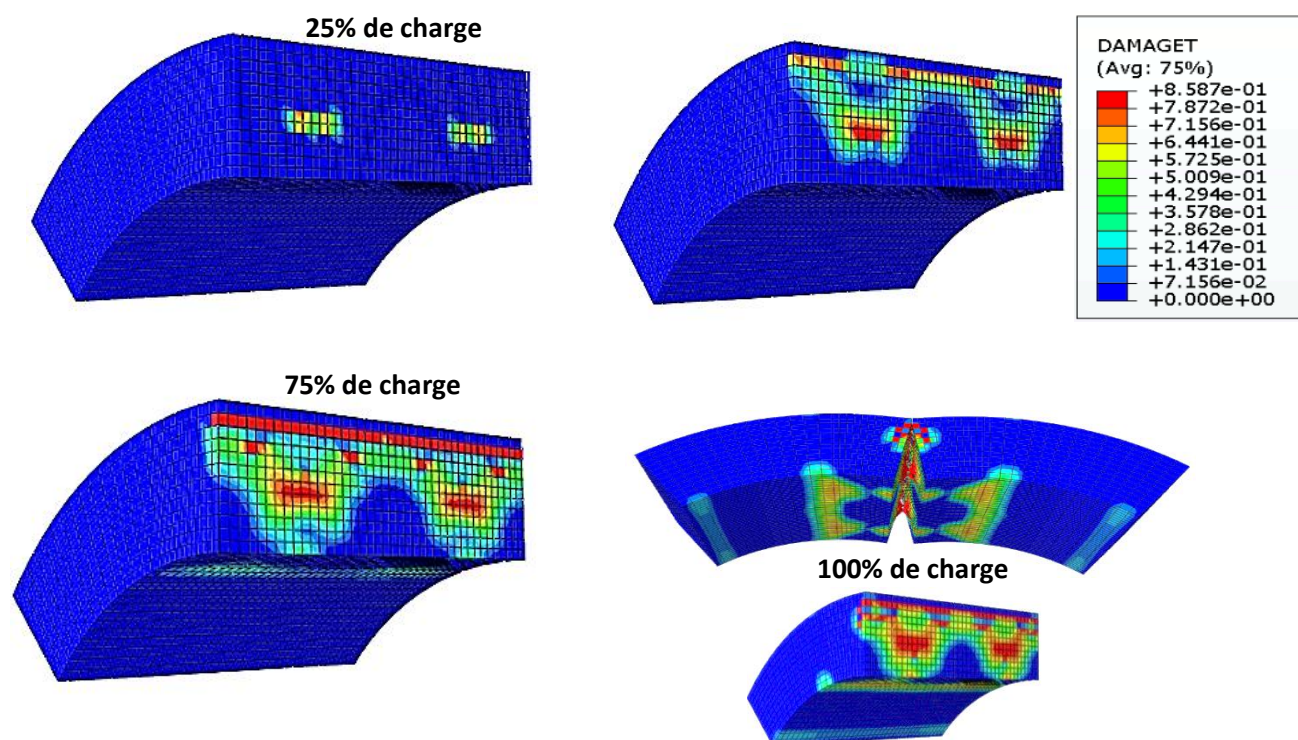 25% de charge
DAMAGET
(Avg: 75%)
+8.587e-01
+7.872e-01
+7.156e-01
+6.441e-01
+5.725e-01
+5.009e-01
+4.294e-01
+3.578e-01
+2.862e-01
+2.147e-01
+1.431e-01
+7.156e-02
+0.000e+00
75% de charge
100% de charge